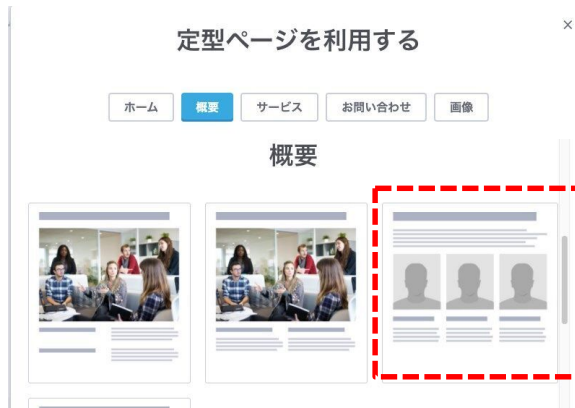 定型ページを利用する
×
ホーム 概要 サービス お問い合わせ 画像
概要